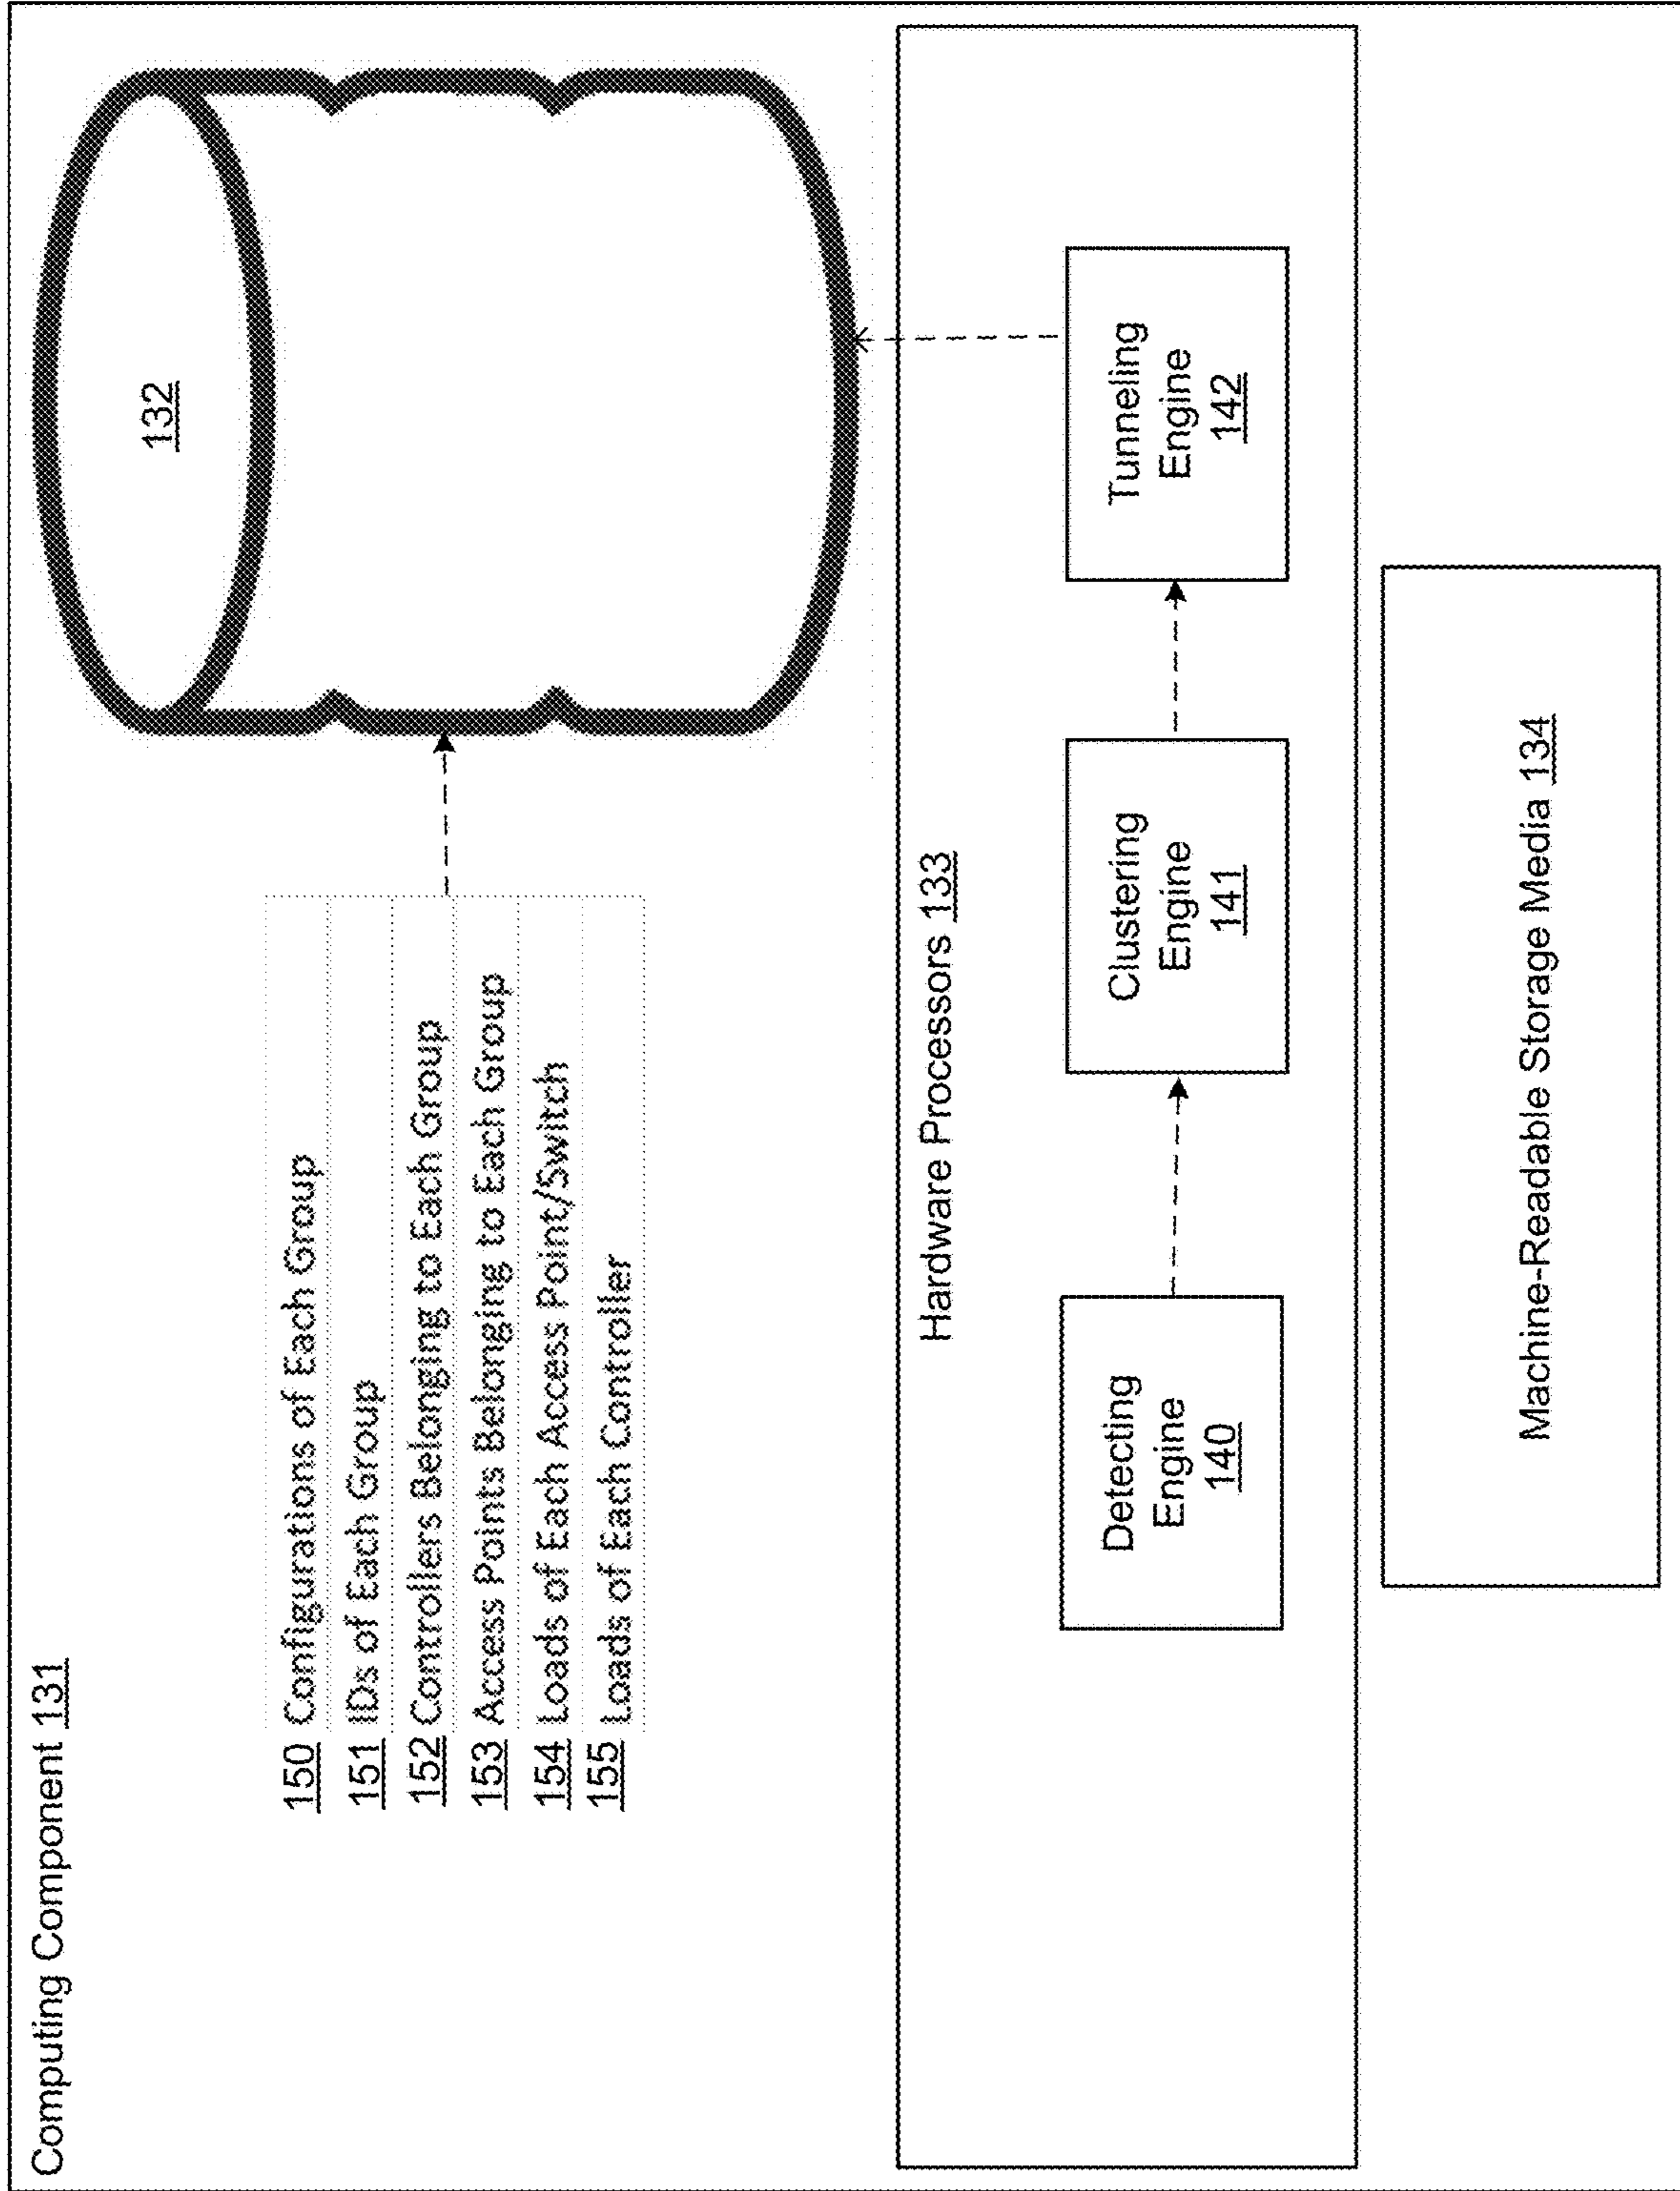 Computing Component 131
132
150 Configurations of Each Group
151 IDs of Each Group
152 Controllers Belonging to Each Group
153 Access Points Belonging to Each Group
154 Loads of Each Access Point/Switch
155 Loads of Each Controller
Hardware Processors 133
Detecting
Engine
140
Clustering
Engine
141
Tunneling
Engine
142
Machine-Readable Storage Media 134